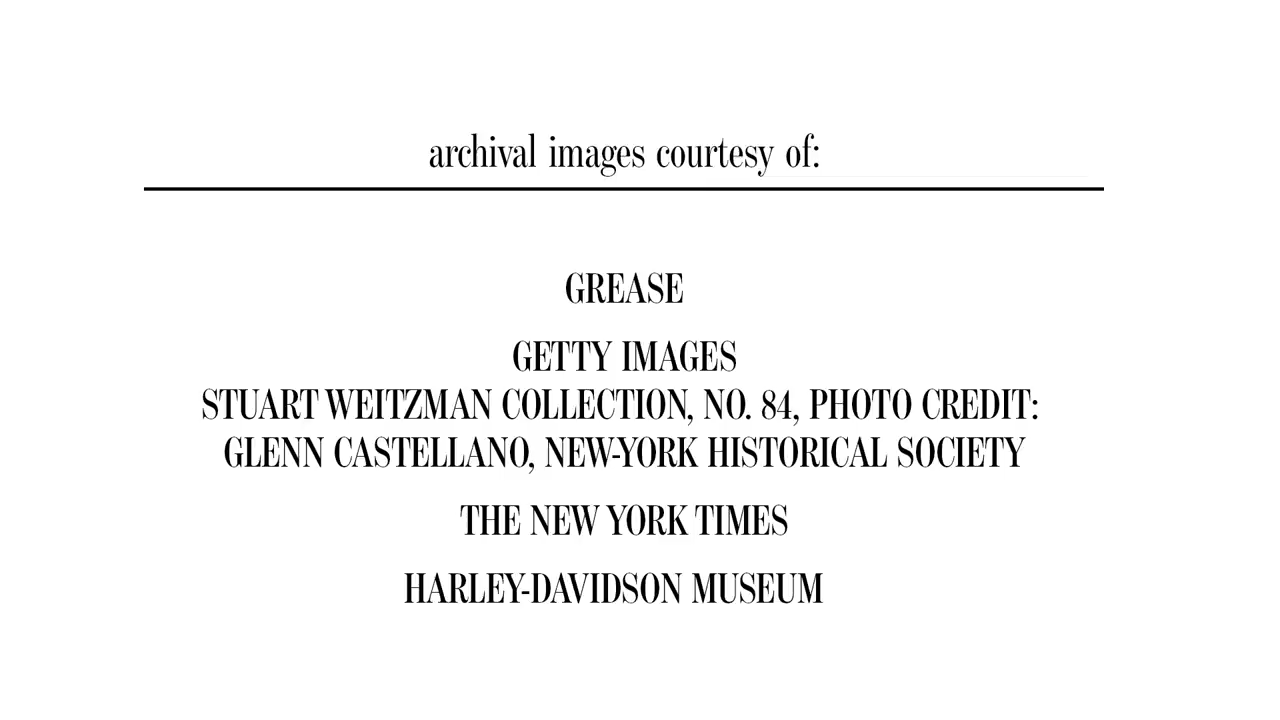 archival images courtesy of:
GREASE
GETTY IMAGES
STUART WEITZMAN COLLECTION, NO. 84, PHOTO CREDIT:
GLENN CASTELLANO, NEW-YORK HISTORICAL SOCIETY
THE NEW YORK TIMES
HARLEY-DAVIDSON MUSEUM